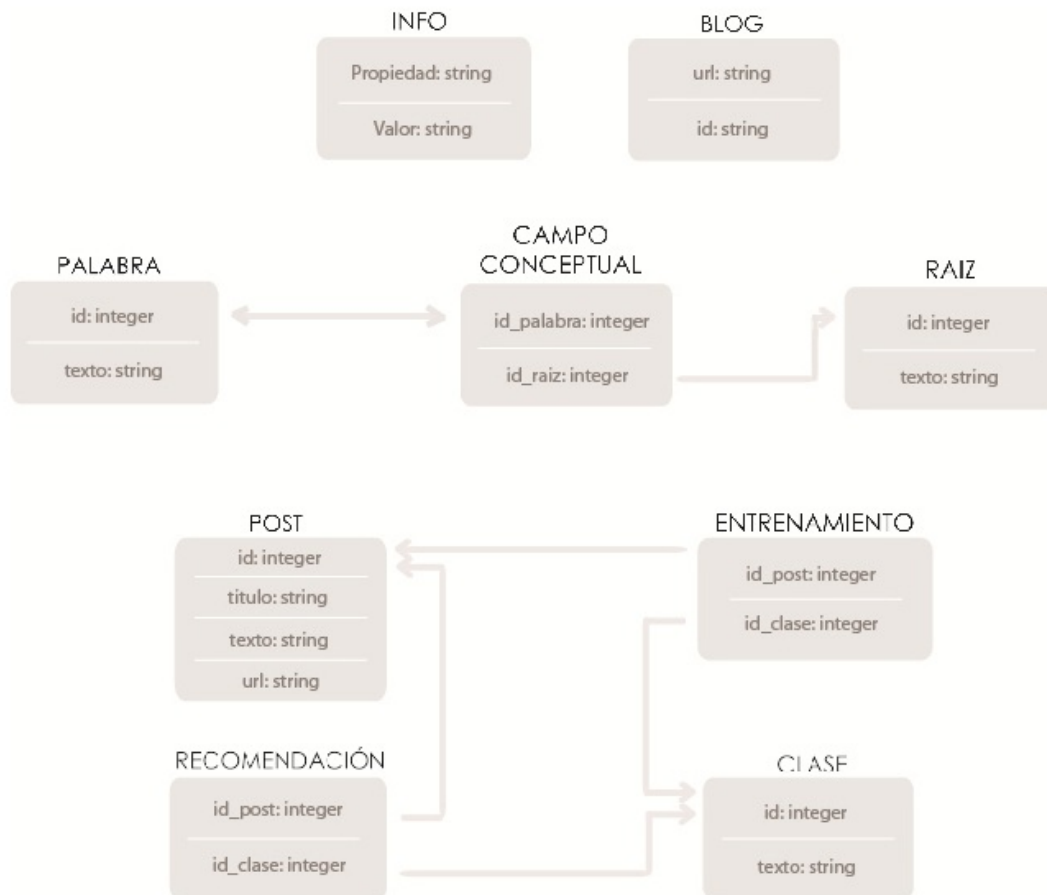 INFO
Propiedad: string
Valor: string
BLOG
url: string
id: string
PALABRA
id: integer
texto: string
CAMPO
CONCEPTUAL
id_palabra: integer
id_raiz: integer
RAIZ
id: integer
texto: string
POST
id: integer
titulo: string
texto: string
url: string
ENTRENAMIENTO
id_post: integer
id_clase: integer
RECOMENDACIÓN
id_post: integer
id_clase: integer
CLASE
id: integer
texto: string